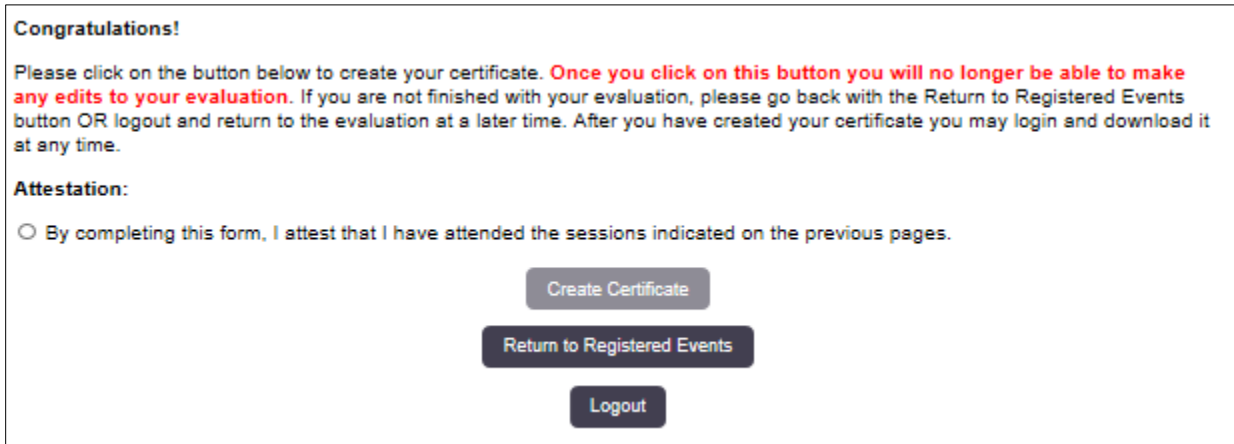 Congratulations!
Please click on the button below to create your certificate. Once you click on this button you will no longer be able to make
any edits to your evaluation. If you are not finished with your evaluation, please go back with the Return to Registered Events
button OR logout and return to the evaluation at a later time. After you have created your certificate you may login and download it
at any time.
Attestation:
By completing this form, I attest that I have attended the sessions indicated on the previous pages.
Create Certificate
Return to Registered Events
Logout